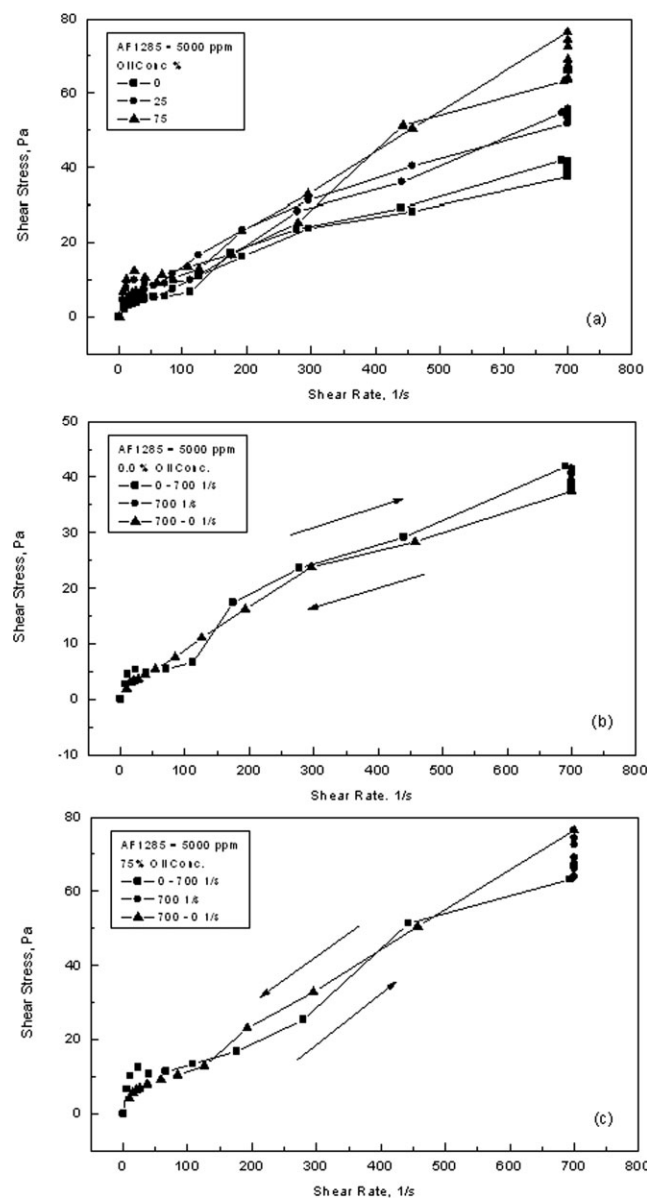 80
AF1285 = 5000 ppm
Oil Conc %
0
25
75
60
40
20
0
Shear Stress, Pa
(a)
0 100 200 300 400 500 600 700 800
Shear Rate, 1/s
50
AF1285 = 5000 ppm
0.0 % Oil Conc.
0 - 700 1/s
700 1/s
700 - 0 1/s
40
30
20
10
0
-10
Shear Stress, Pa
(b)
0 100 200 300 400 500 600 700 800
Shear Rate. 1/s
80
AF1285 = 5000 ppm
75% Oil Conc.
0 - 700 1/s
700 1/s
700 - 0 1/s
60
40
20
0
Shear Stress, Pa
(c)
0 100 200 300 400 500 600 700 800
Shear Rate, 1/s